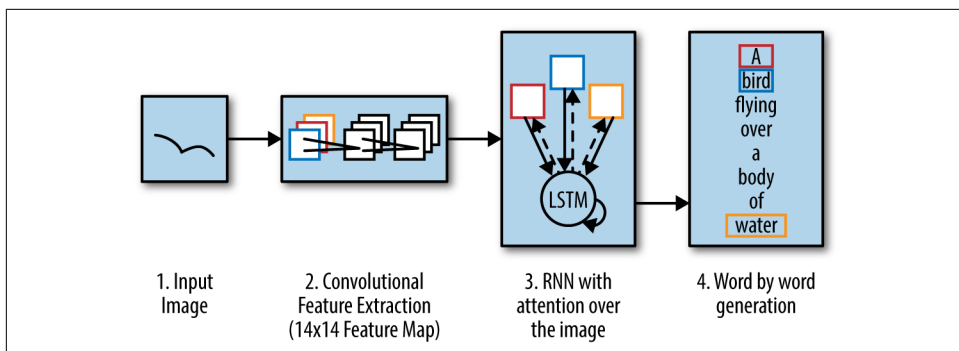 LSTM
A
bird
flying
over
a
body
of
water
1. Input
Image
2. Convolutional
Feature Extraction
(14x14 Feature Map)
3. RNN with
attention over
the image
4. Word by word
generation